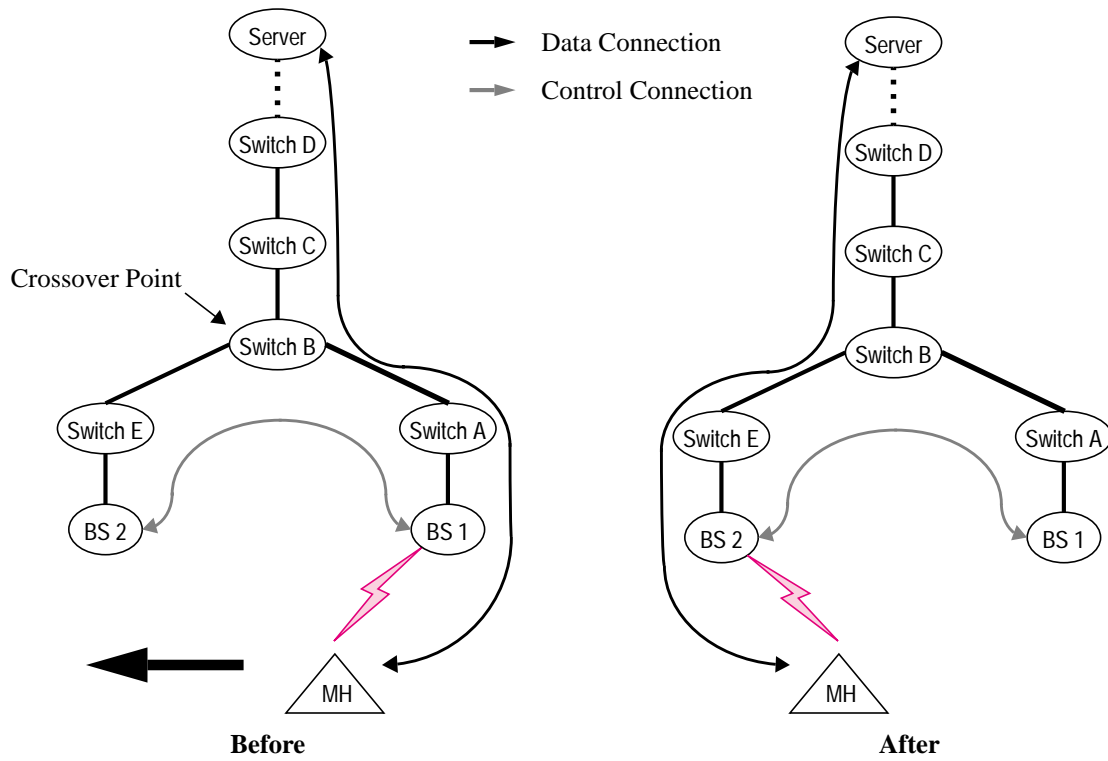 Server
Data Connection
Server
Control Connection
Switch D
Switch D
Switch C
Switch C
Crossover Point
Switch B
Switch B
Switch E
Switch A
Switch E
Switch A
BS 2
BS 1
BS 2
BS 1
MH
MH
Before
After